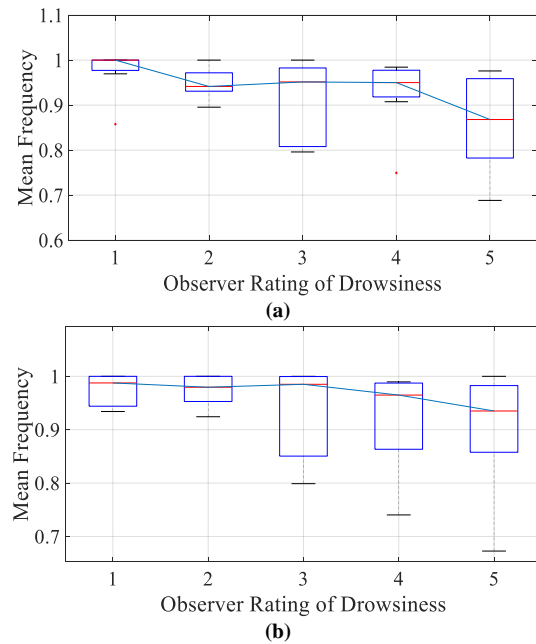 1.1
1
0.9
0.8
0.7
0.6
Mean Frequency
1 2 3 4 5
Observer Rating of Drowsiness
(a)
1
0.9
0.8
0.7
Mean Frequency
1 2 3 4 5
Observer Rating of Drowsiness
(b)